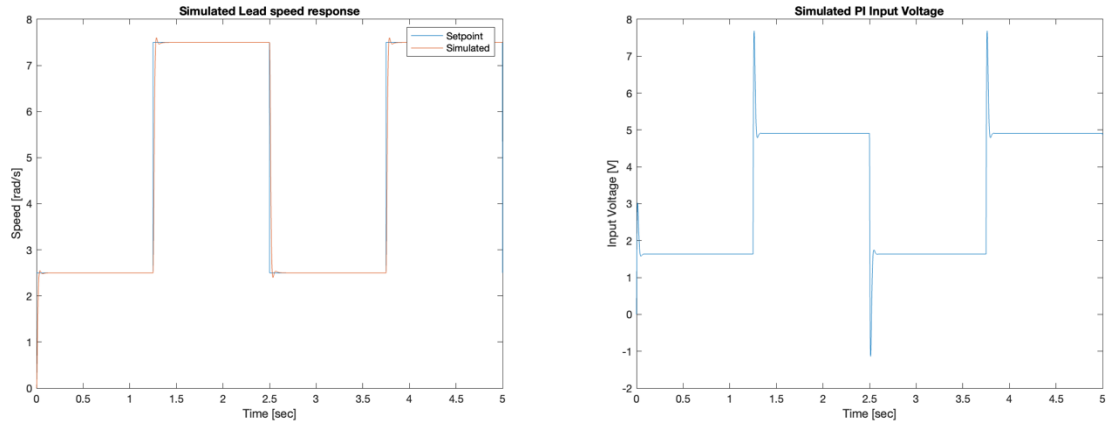 Simulated Lead speed response
Setpoint
Simulated
8
7
6
5
4
3
2
1
0
Speed [rad/s]
0 0.5 1 1.5 2 2.5 3 3.5 4 4.5 5
Time [sec]
Simulated PI Input Voltage
8
7
6
5
4
3
2
1
0
-1
-2
Input Voltage [V]
0 0.5 1 1.5 2 2.5 3 3.5 4 4.5 5
Time [sec]